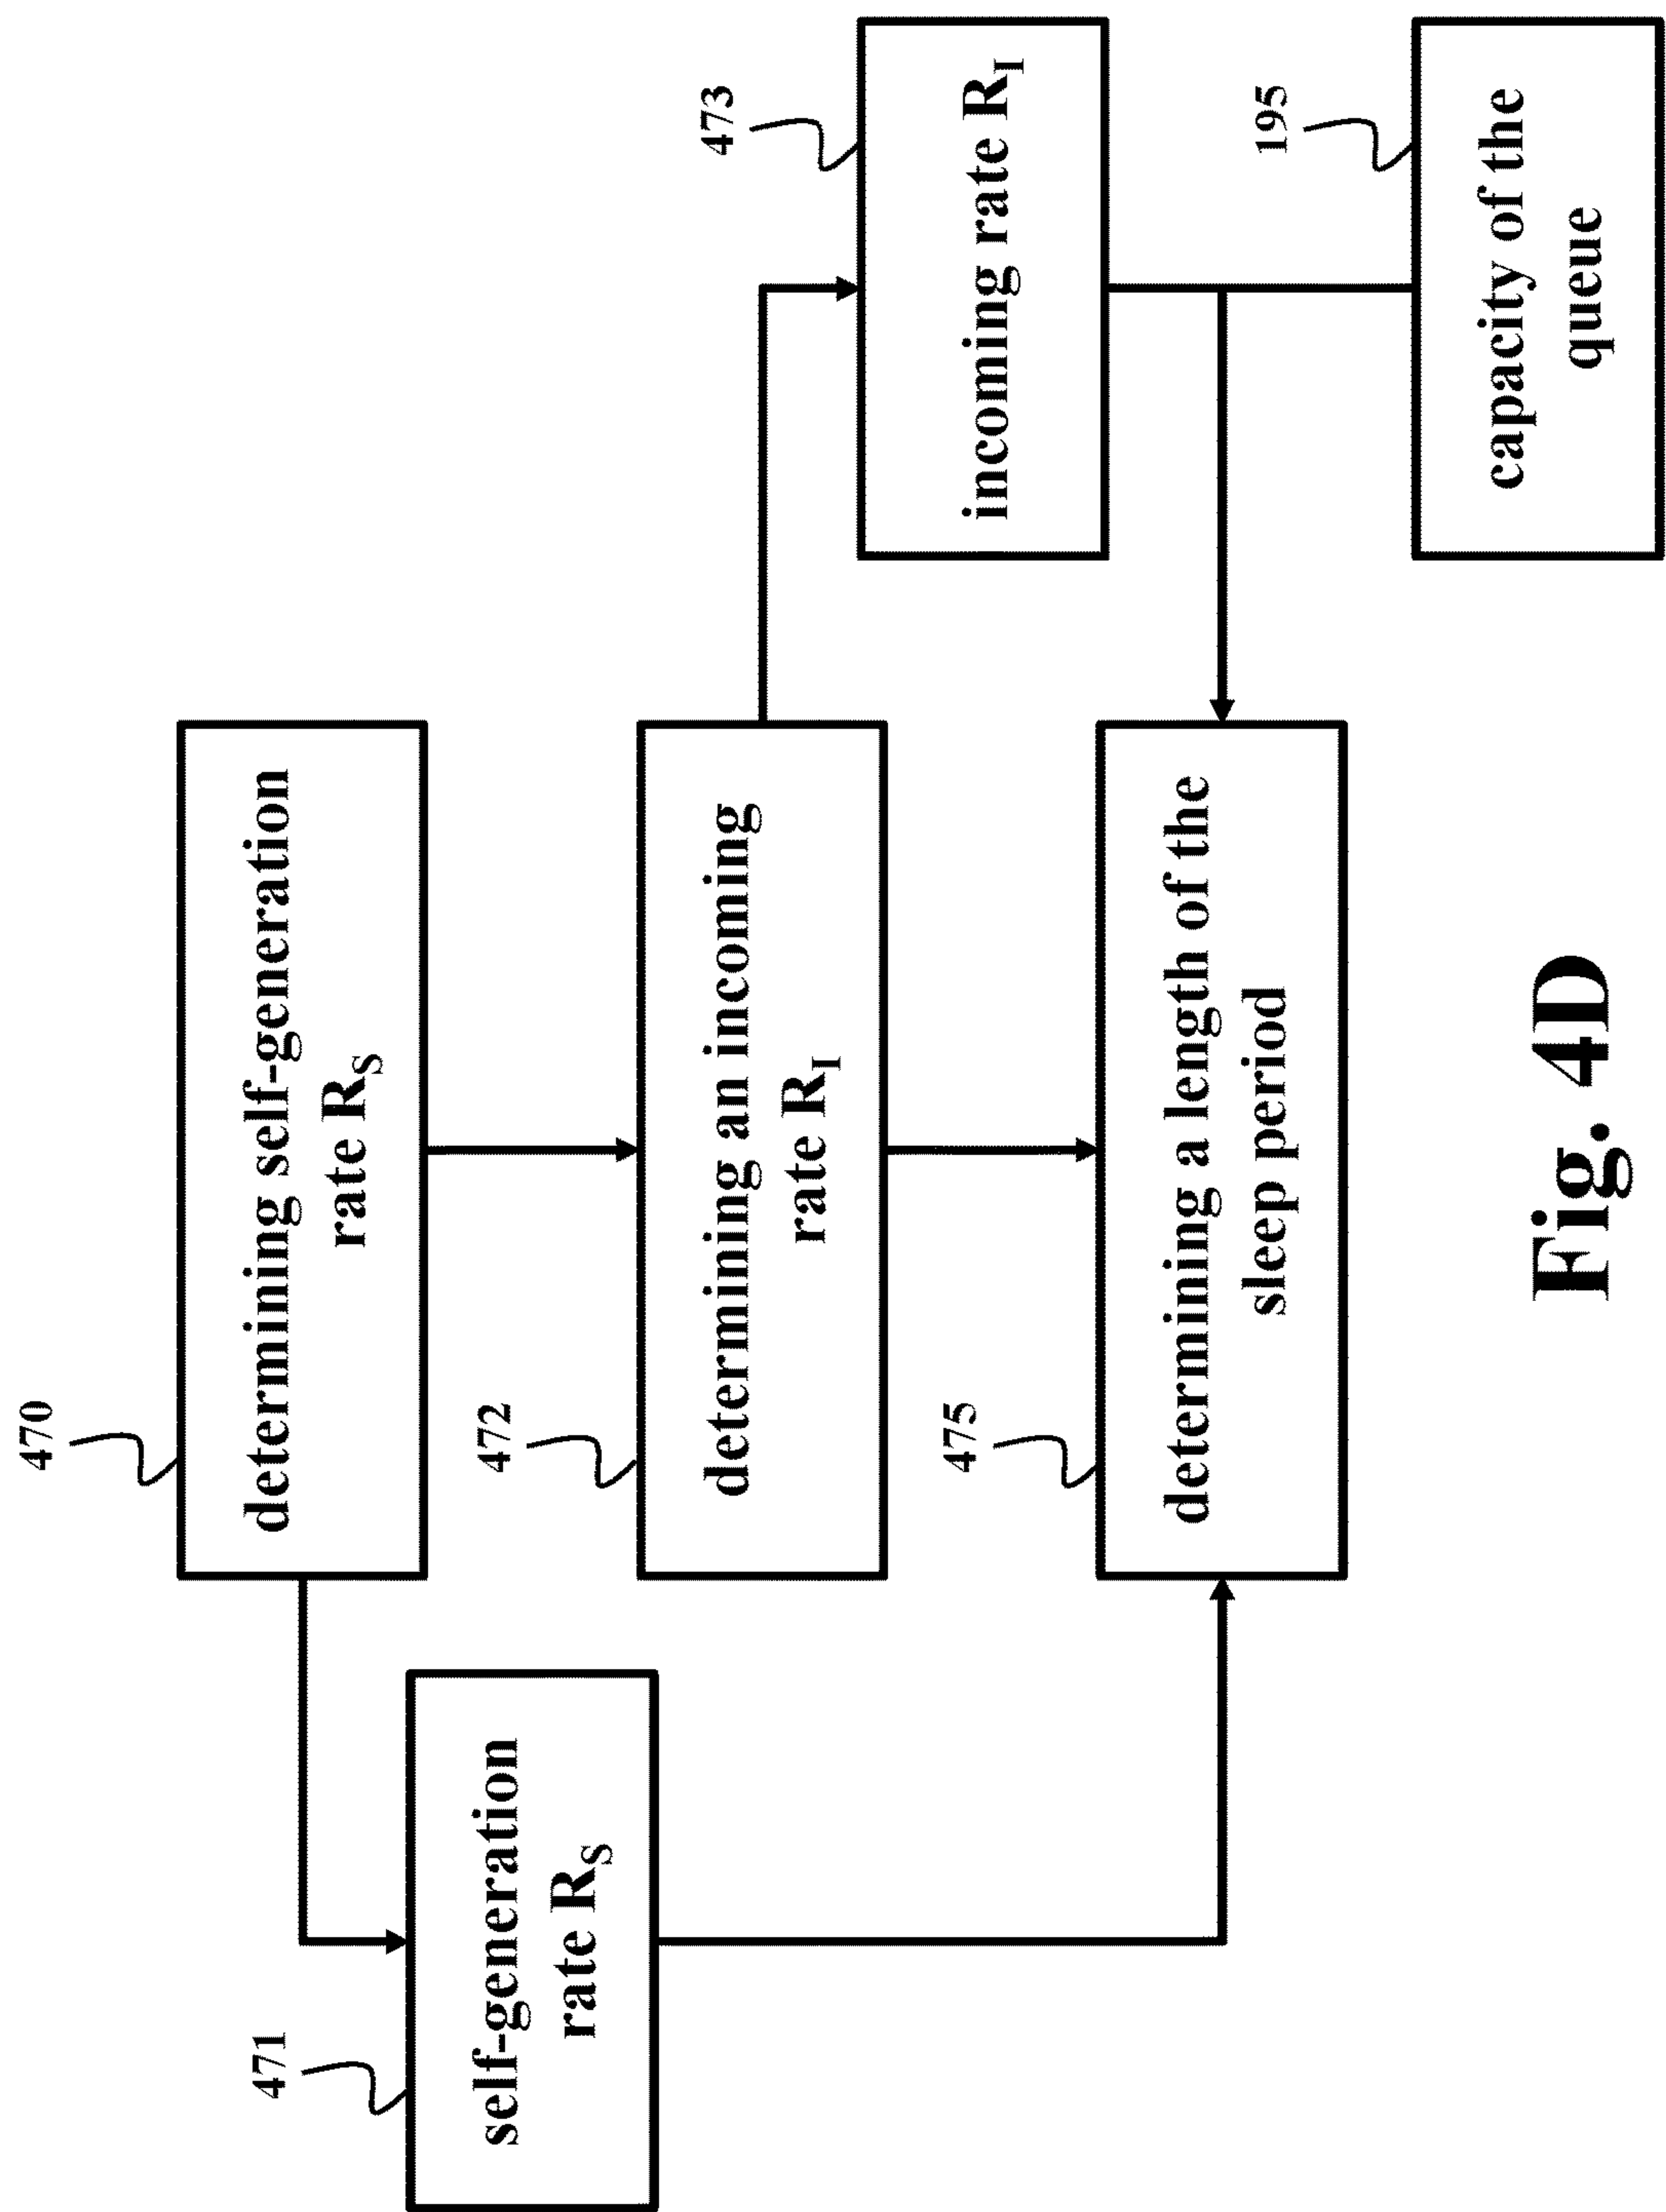 470
determining self-generation
rate R_S
471
self-generation
rate R_S
472
determining an incoming
rate R_I
473
incoming rate R_I
475
determining a length of the
sleep period
195
capacity of the
queue
Fig. 4D